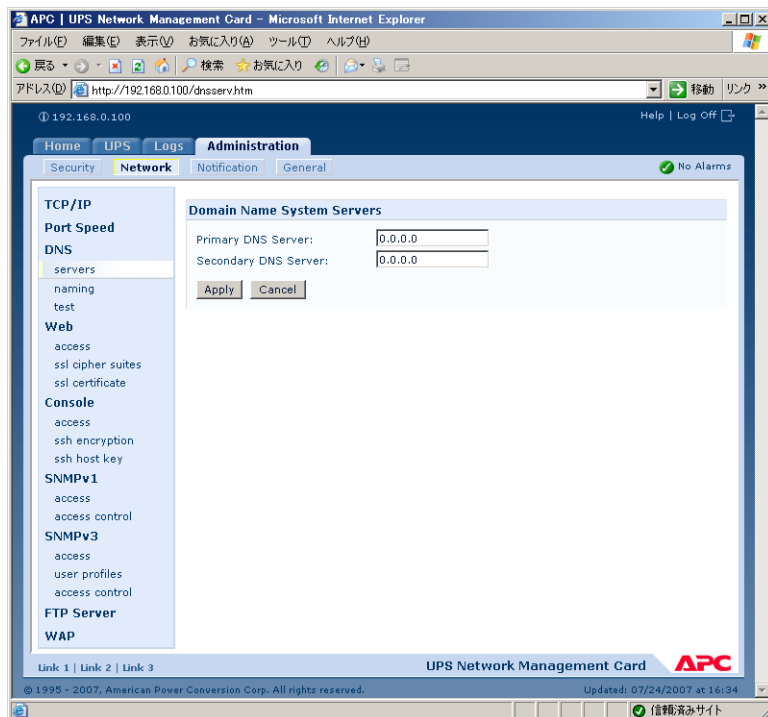 APC | UPS Network Management Card - Microsoft Internet Explorer
ファイル(F) 編集(E) 表示(V) お気に入り(A) ツール(T) ヘルプ(H)
戻る 検索 お気に入り
アドレス(D) http://192.168.0.100/dnsserv.htm 移動 リンク »
192.168.0.100 Help | Log Off
Home UPS Logs Administration
Security Network Notification General No Alarms
TCP/IP
Port Speed
DNS
servers
naming
test
Web
access
ssl cipher suites
ssl certificate
Console
access
ssh encryption
ssh host key
SNMPv1
access
access control
SNMPv3
access
user profiles
access control
FTP Server
WAP
Domain Name System Servers
Primary DNS Server: 0.0.0.0
Secondary DNS Server: 0.0.0.0
Apply Cancel
Link 1 | Link 2 | Link 3 UPS Network Management Card APC
© 1995 - 2007, American Power Conversion Corp. All rights reserved. Updated: 07/24/2007 at 16:34
信頼済みサイト